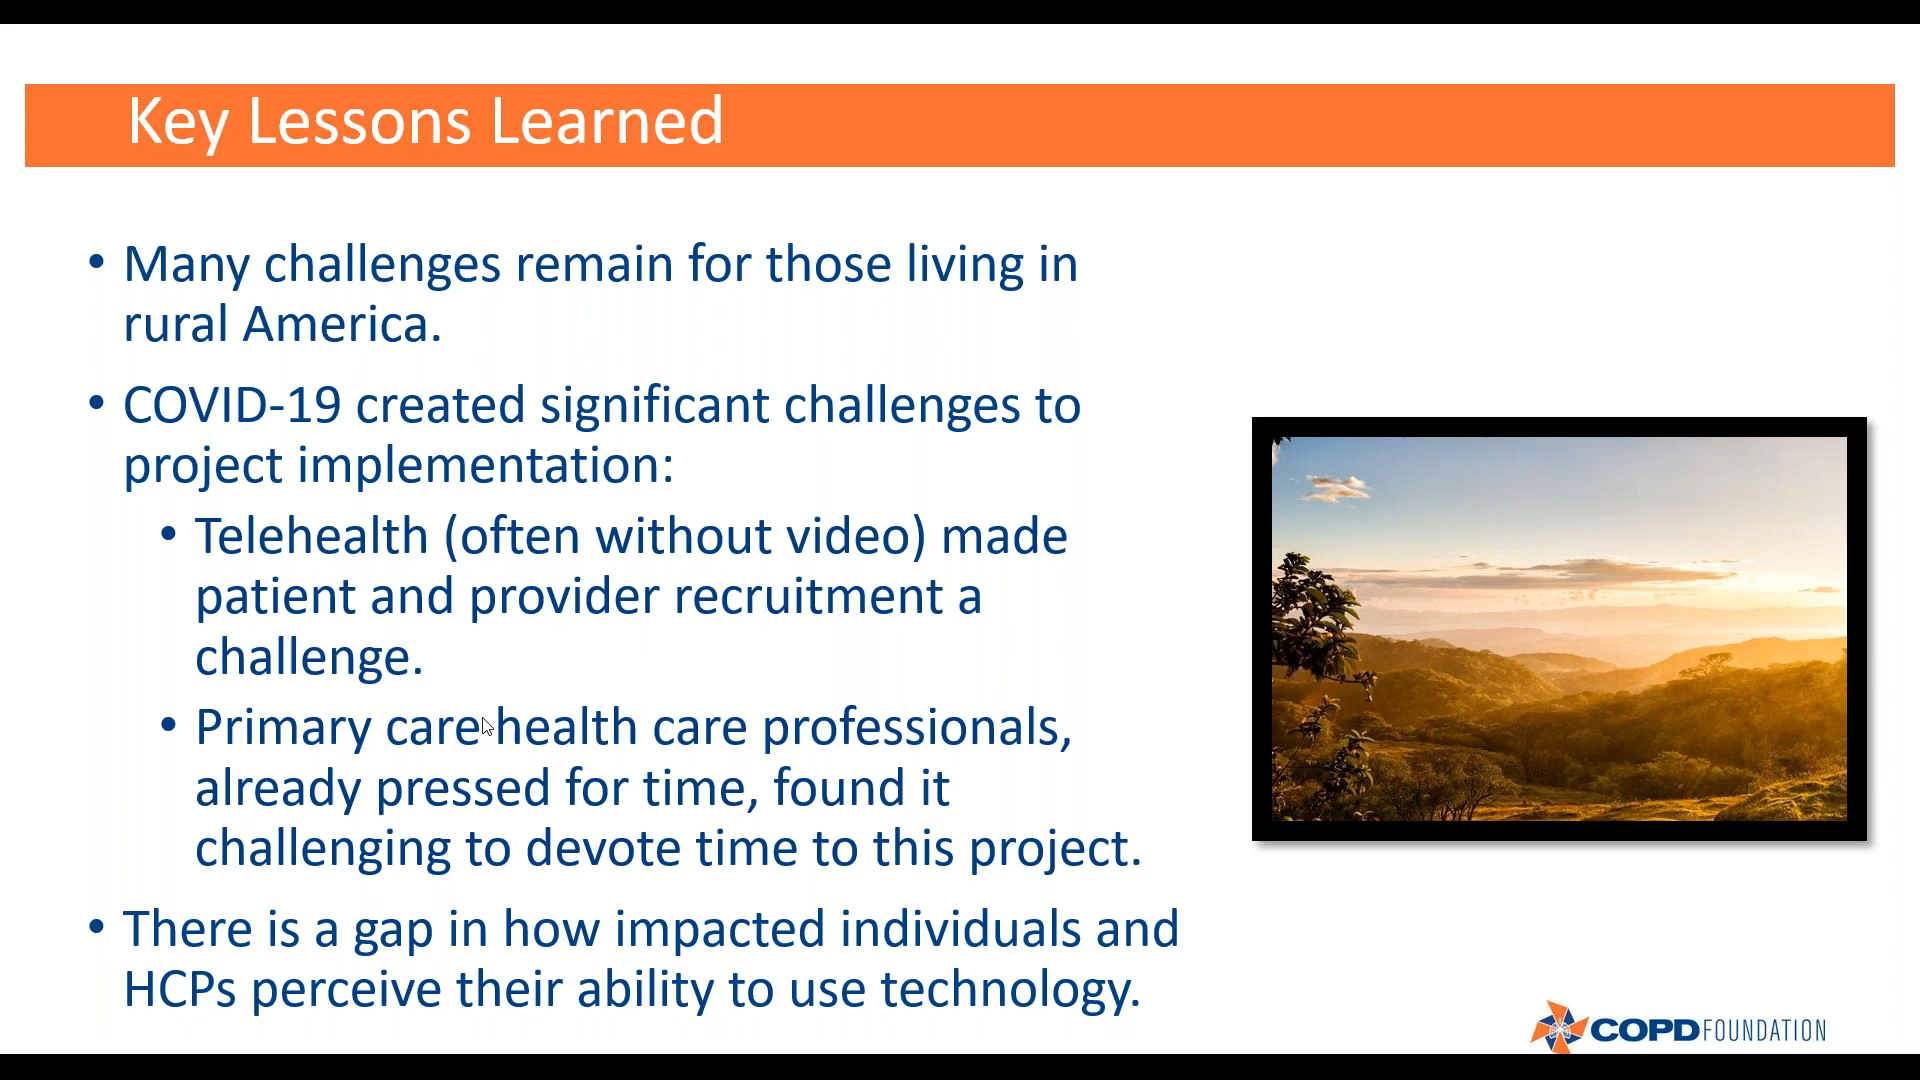 Key Lessons Learned
• Many challenges remain for those living in
rural America.
• COVID-19 created significant challenges to
project implementation:
• Telehealth (often without video) made
patient and provider recruitment a
challenge.
• Primary care health care professionals,
already pressed for time, found it
challenging to devote time to this project.
• There is a gap in how impacted individuals and
HCPs perceive their ability to use technology.
COPD FOUNDATION